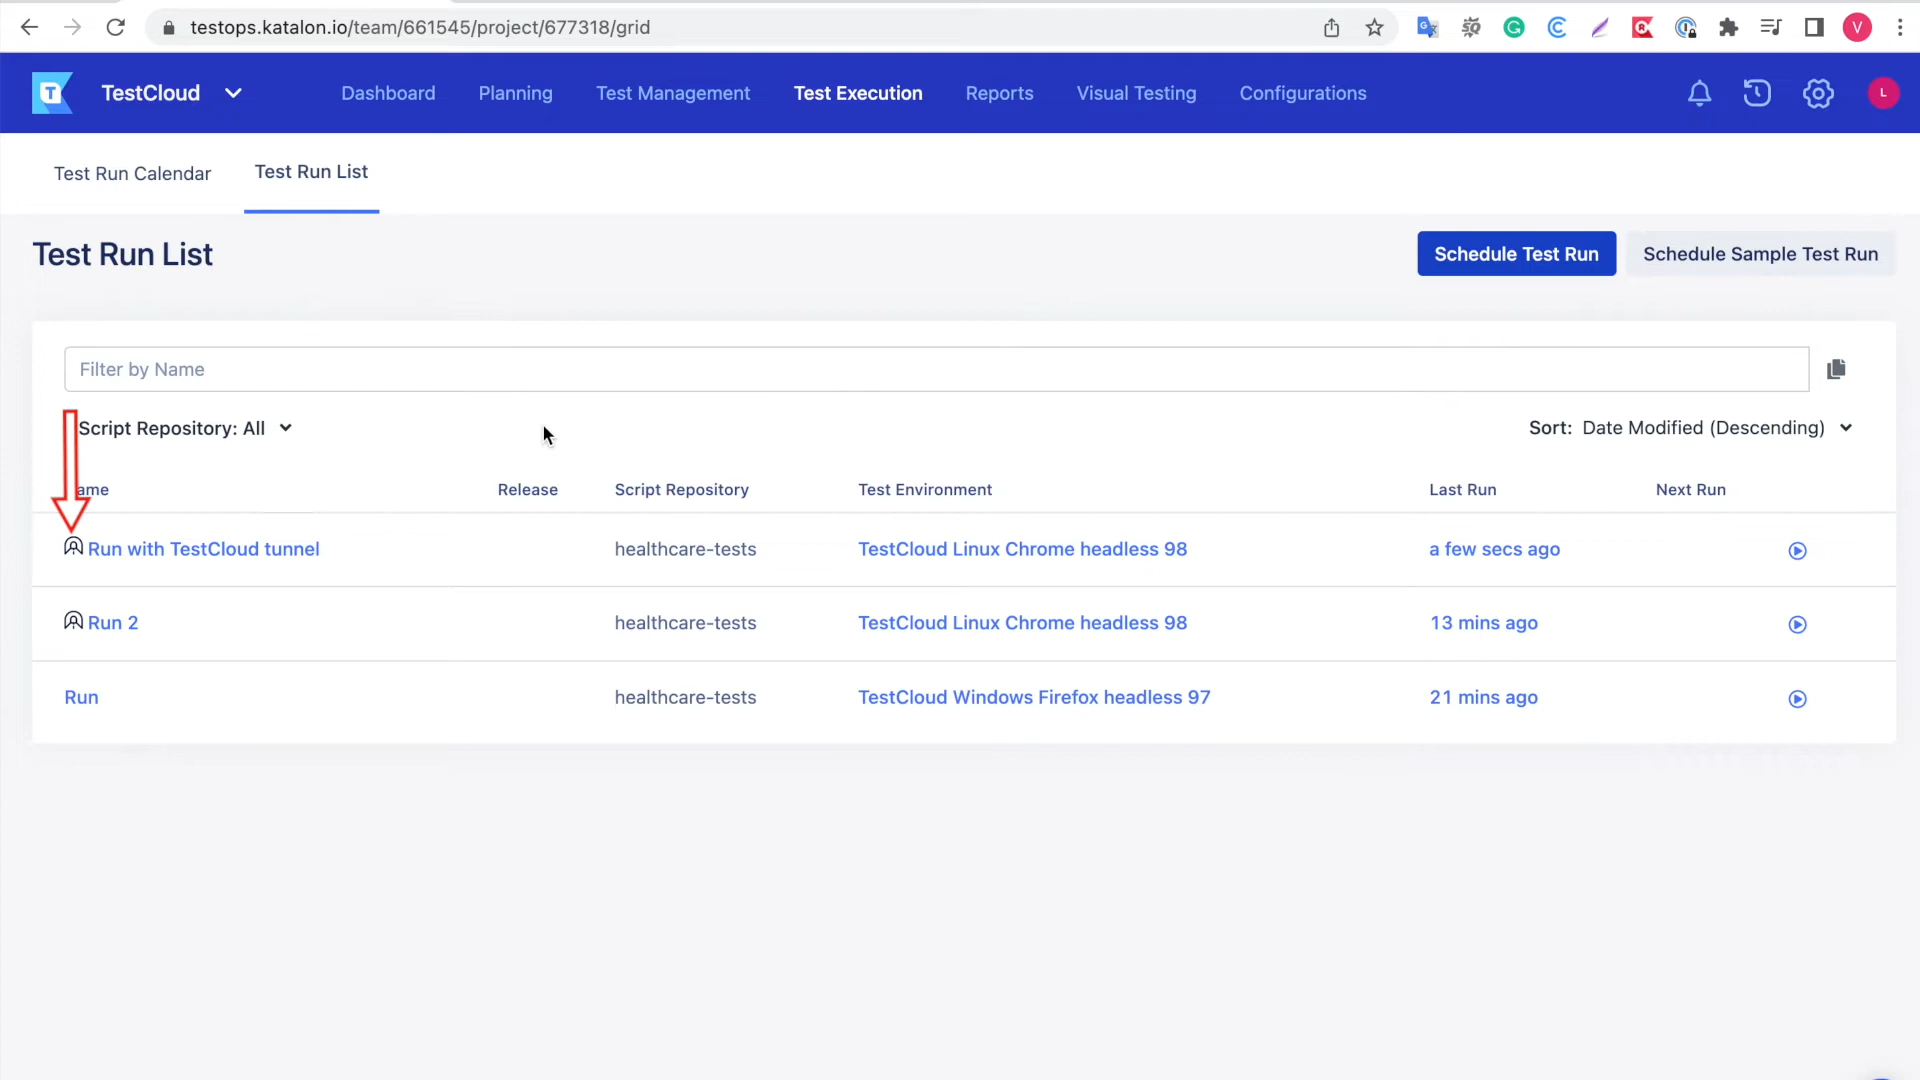 testops.katalon.io/team/661545/project/677318/grid
V
T
TestCloud
Dashboard
Planning
Test Management
Test Execution
Reports
Visual Testing
Configurations
L
Test Run Calendar
Test Run List
Test Run List
Schedule Test Run
Schedule Sample Test Run
Filter by Name
Script Repository: All
Sort: Date Modified (Descending)
ame Release Script Repository Test Environment Last Run Next Run
Run with TestCloud tunnel healthcare-tests TestCloud Linux Chrome headless 98 a few secs ago
Run 2 healthcare-tests TestCloud Linux Chrome headless 98 13 mins ago
Run healthcare-tests TestCloud Windows Firefox headless 97 21 mins ago